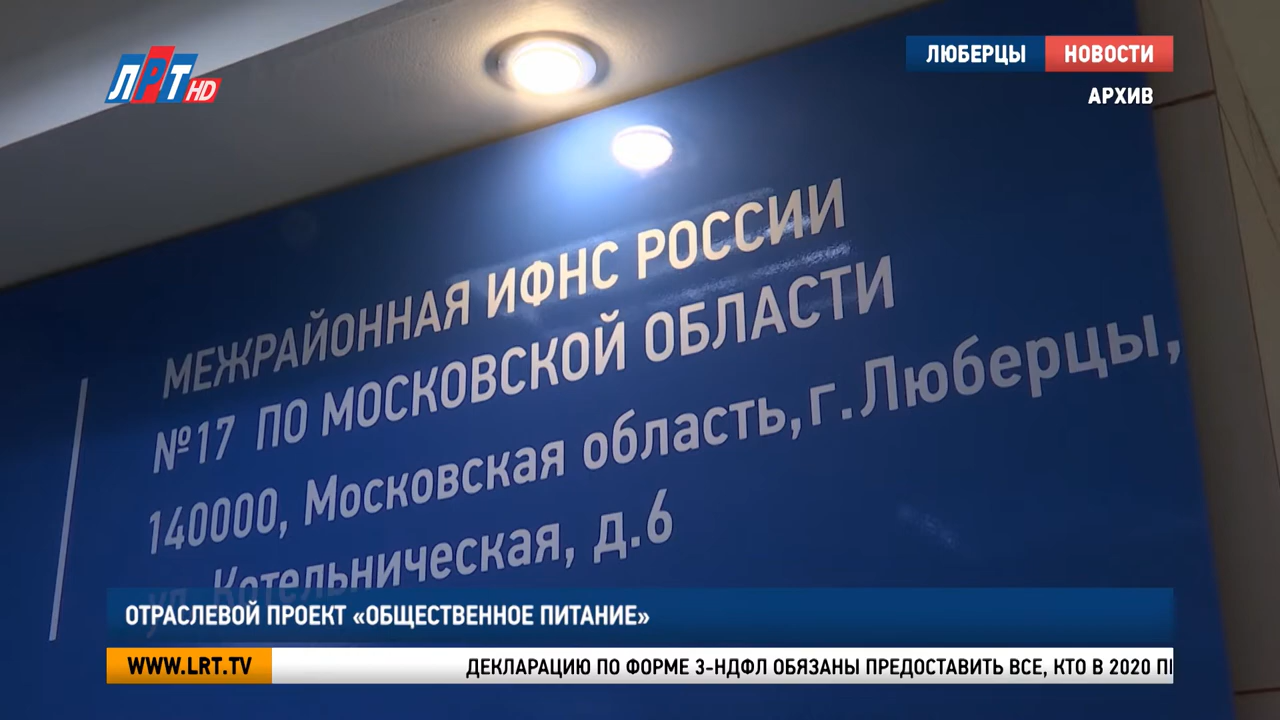 ЛРТ HD
ЛЮБЕРЦЫ НОВОСТИ
АРХИВ
МЕЖРАЙОННАЯ ИФНС РОССИИ
№17 ПО МОСКОВСКОЙ ОБЛАСТИ
140000, Московская область, г. Люберцы,
ул. Котельническая, д.6
ОТРАСЛЕВОЙ ПРОЕКТ «ОБЩЕСТВЕННОЕ ПИТАНИЕ»
WWW.LRT.TV ДЕКЛАРАЦИЮ ПО ФОРМЕ 3-НДФЛ ОБЯЗАНЫ ПРЕДОСТАВИТЬ ВСЕ, КТО В 2020